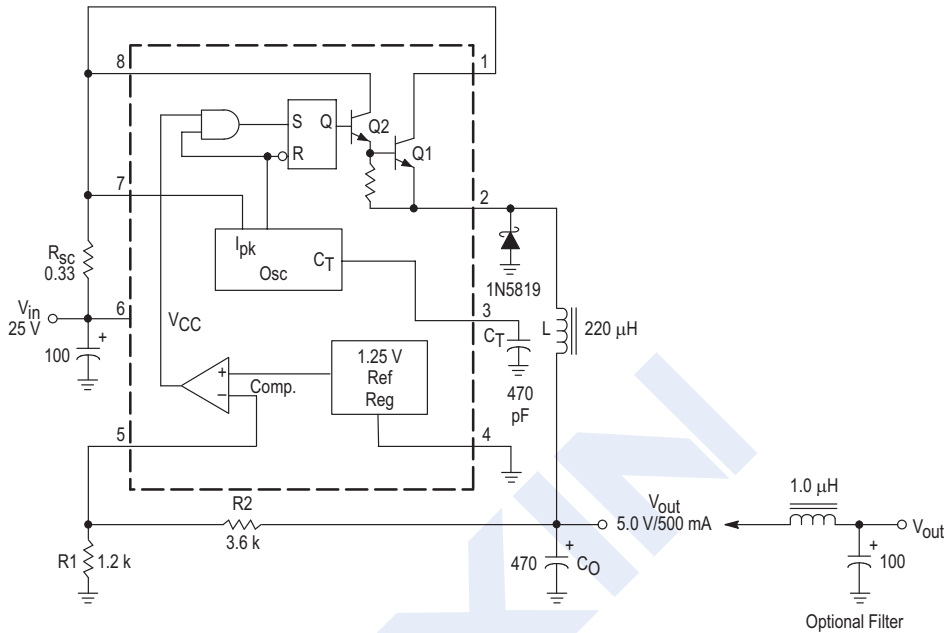 8
1
S
Q
Q2
R
Q1
7
2
Rsc
0.33
Ipk
Osc
CT
1N5819
Vin
25 V
6
VCC
3
CT
L
220 μH
100
+
470
pF
+
−
Comp.
1.25 V
Ref
Reg
5
4
R2
3.6 k
Vout
5.0 V/500 mA
1.0 μH
Vout
R1
1.2 k
470
+
CO
+
100
Optional Filter
XIN